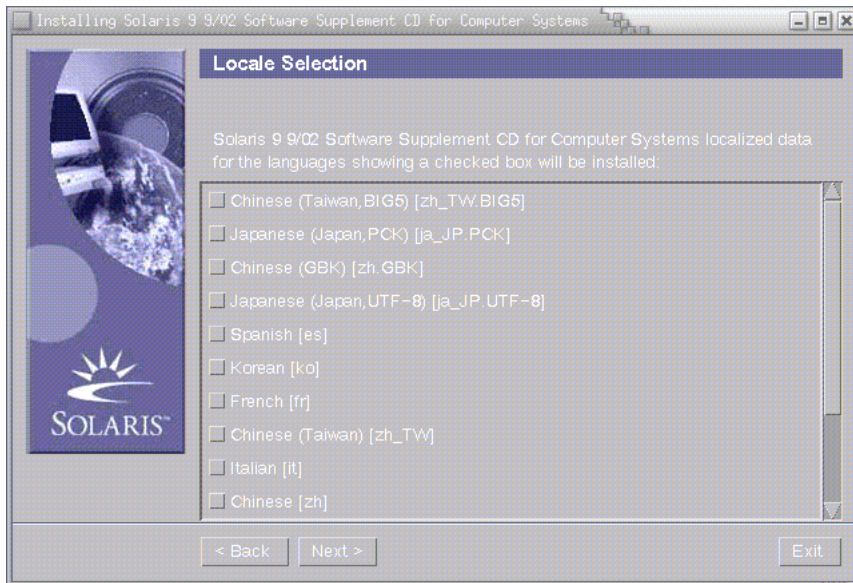 Installing Solaris 9 9/02 Software Supplement CD for Computer Systems
Locale Selection
Solaris 9 9/02 Software Supplement CD for Computer Systems localized data
for the languages showing a checked box will be installed:
Chinese (Taiwan,BIG5) [zh_TW.BIG5]
Japanese (Japan,PCK) [ja_JP.PCK]
Chinese (GBK) [zh.GBK]
Japanese (Japan,UTF-8) [ja_JP.UTF-8]
Spanish [es]
Korean [ko]
French [fr]
Chinese (Taiwan) [zh_TW]
Italian [it]
Chinese [zh]
SOLARIS™
< Back
Next >
Exit